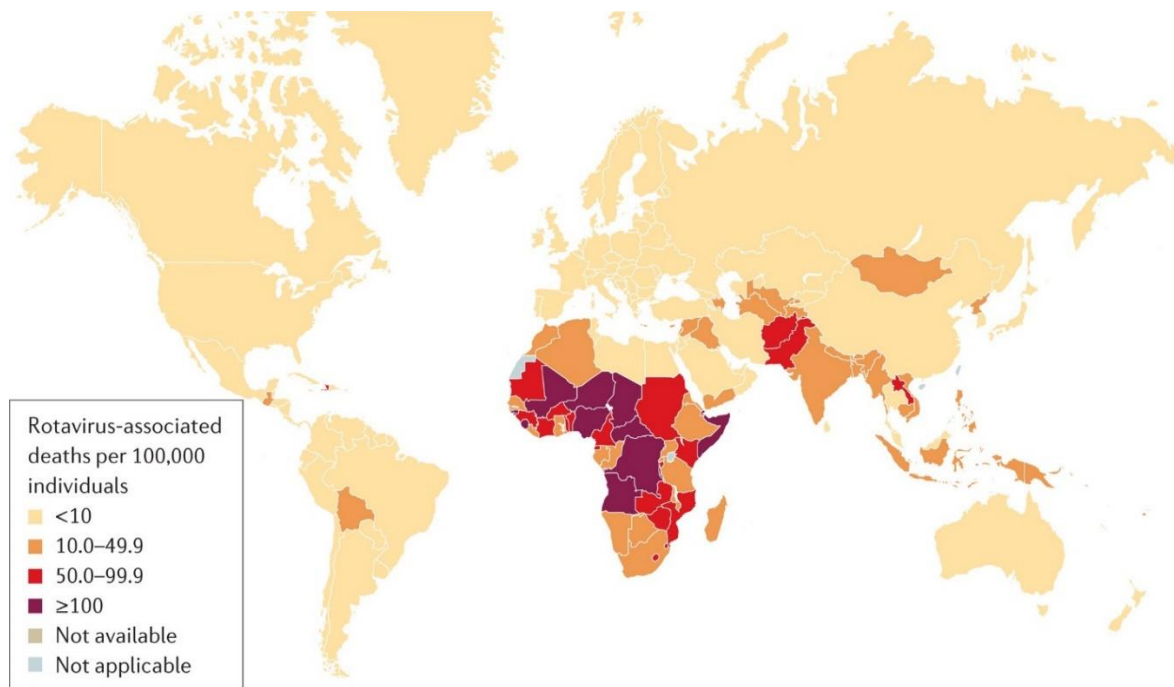 Rotavirus-associated
deaths per 100,000
individuals
<10
10.0–49.9
50.0–99.9
≥100
Not available
Not applicable